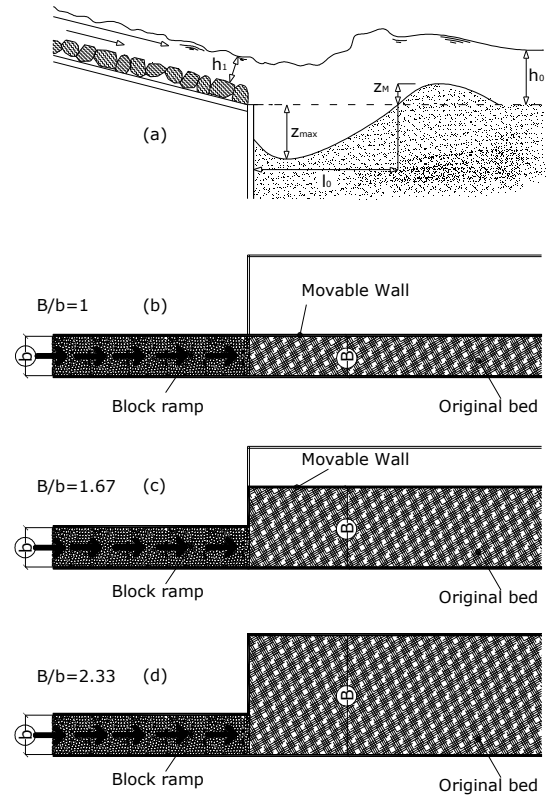 h1
zM
h0
zmax
(a)
l0
B/b=1 (b)
Movable Wall
b
B
Block ramp
Original bed
B/b=1.67 (c)
Movable Wall
b
B
Block ramp
Original bed
B/b=2.33 (d)
b
B
Block ramp
Original bed